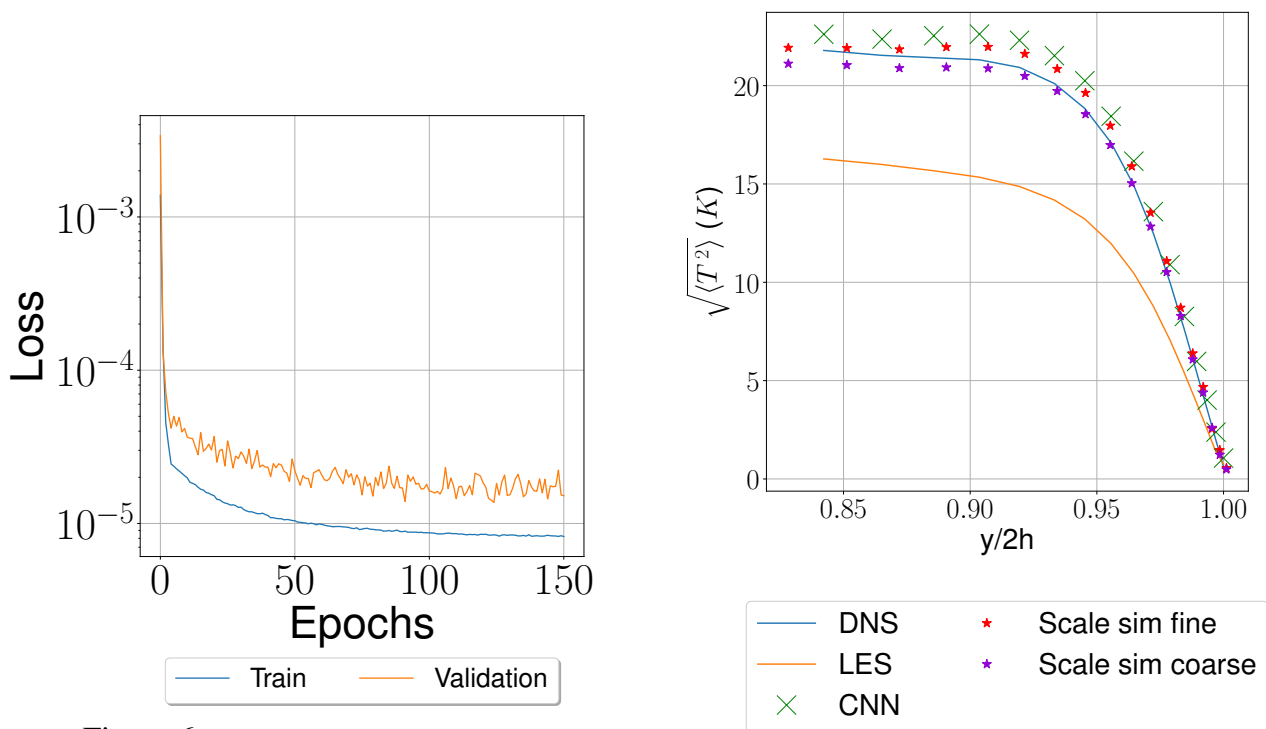 10⁻³
10⁻⁴
10⁻⁵
Loss
0 50 100 150
Epochs
Train Validation
20
15
10
5
0
√⟨T²⟩ (K)
0.85 0.90 0.95 1.00
y/2h
DNS Scale sim fine
LES Scale sim coarse
CNN